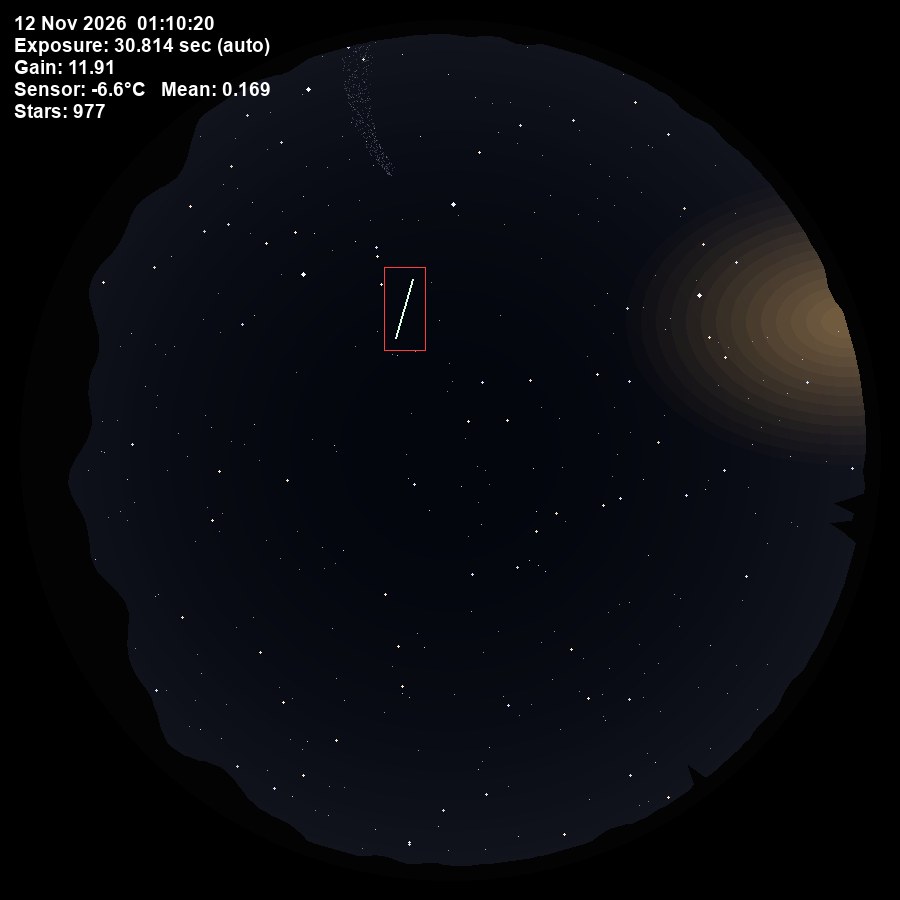 12 Nov 2026  01:10:20
Exposure: 30.814 sec (auto)
Gain: 11.91
Sensor: -6.6°C   Mean: 0.169
Stars: 977